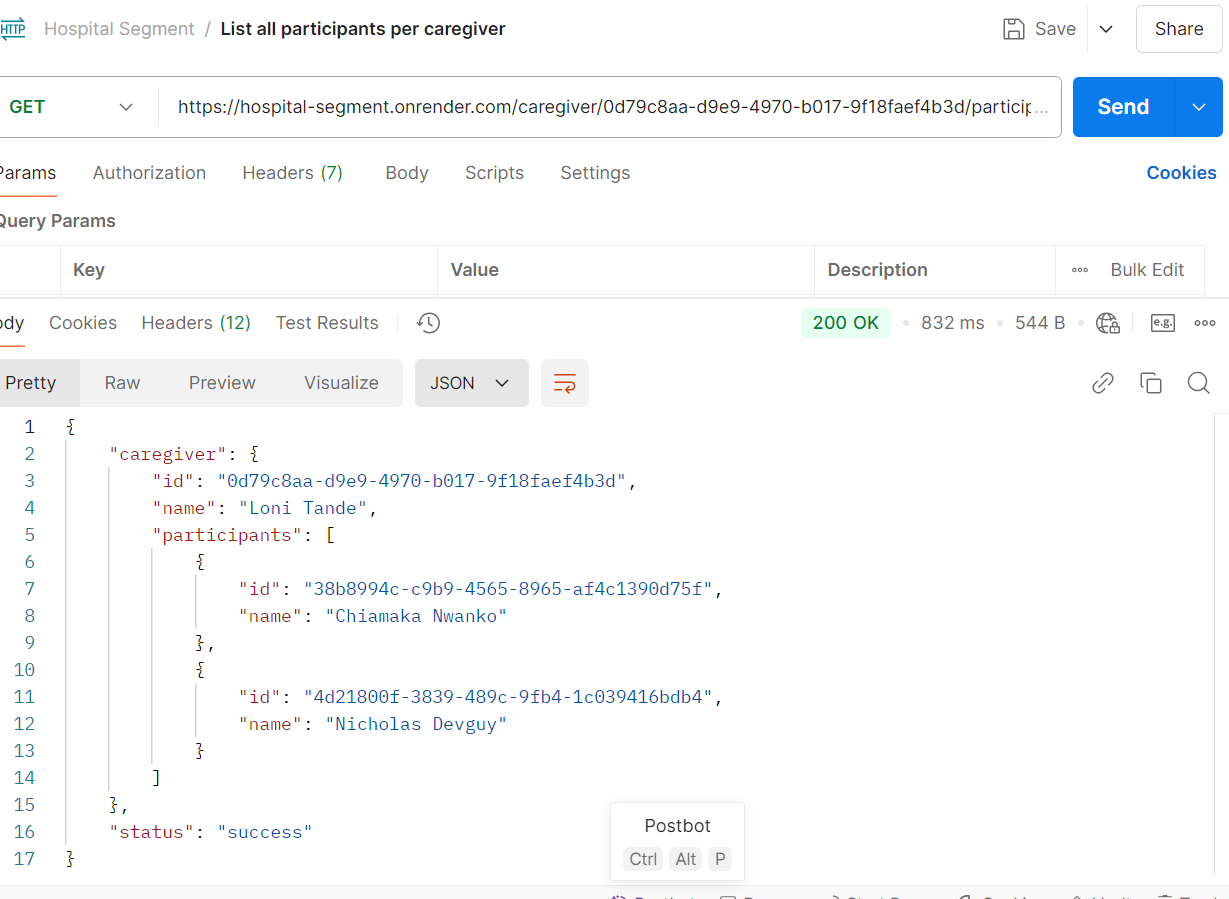 HTTP Hospital Segment / List all participants per caregiver Save Share
GET https://hospital-segment.onrender.com/caregiver/0d79c8aa-d9e9-4970-b017-9f18faef4b3d/particip... Send
Params Authorization Headers (7) Body Scripts Settings Cookies
Query Params
Key Value Description Bulk Edit
ody Cookies Headers (12) Test Results 200 OK • 832 ms • 544 B • e.g.
Pretty Raw Preview Visualize JSON
1 {
2 "caregiver": {
3 "id": "0d79c8aa-d9e9-4970-b017-9f18faef4b3d",
4 "name": "Loni Tande",
5 "participants": [
6 {
7 "id": "38b8994c-c9b9-4565-8965-af4c1390d75f",
8 "name": "Chiamaka Nwanko"
9 },
10 {
11 "id": "4d21800f-3839-489c-9fb4-1c039416bdb4",
12 "name": "Nicholas Devguy"
13 }
14 ]
15 },
16 "status": "success"
17 }
Postbot
Ctrl Alt P